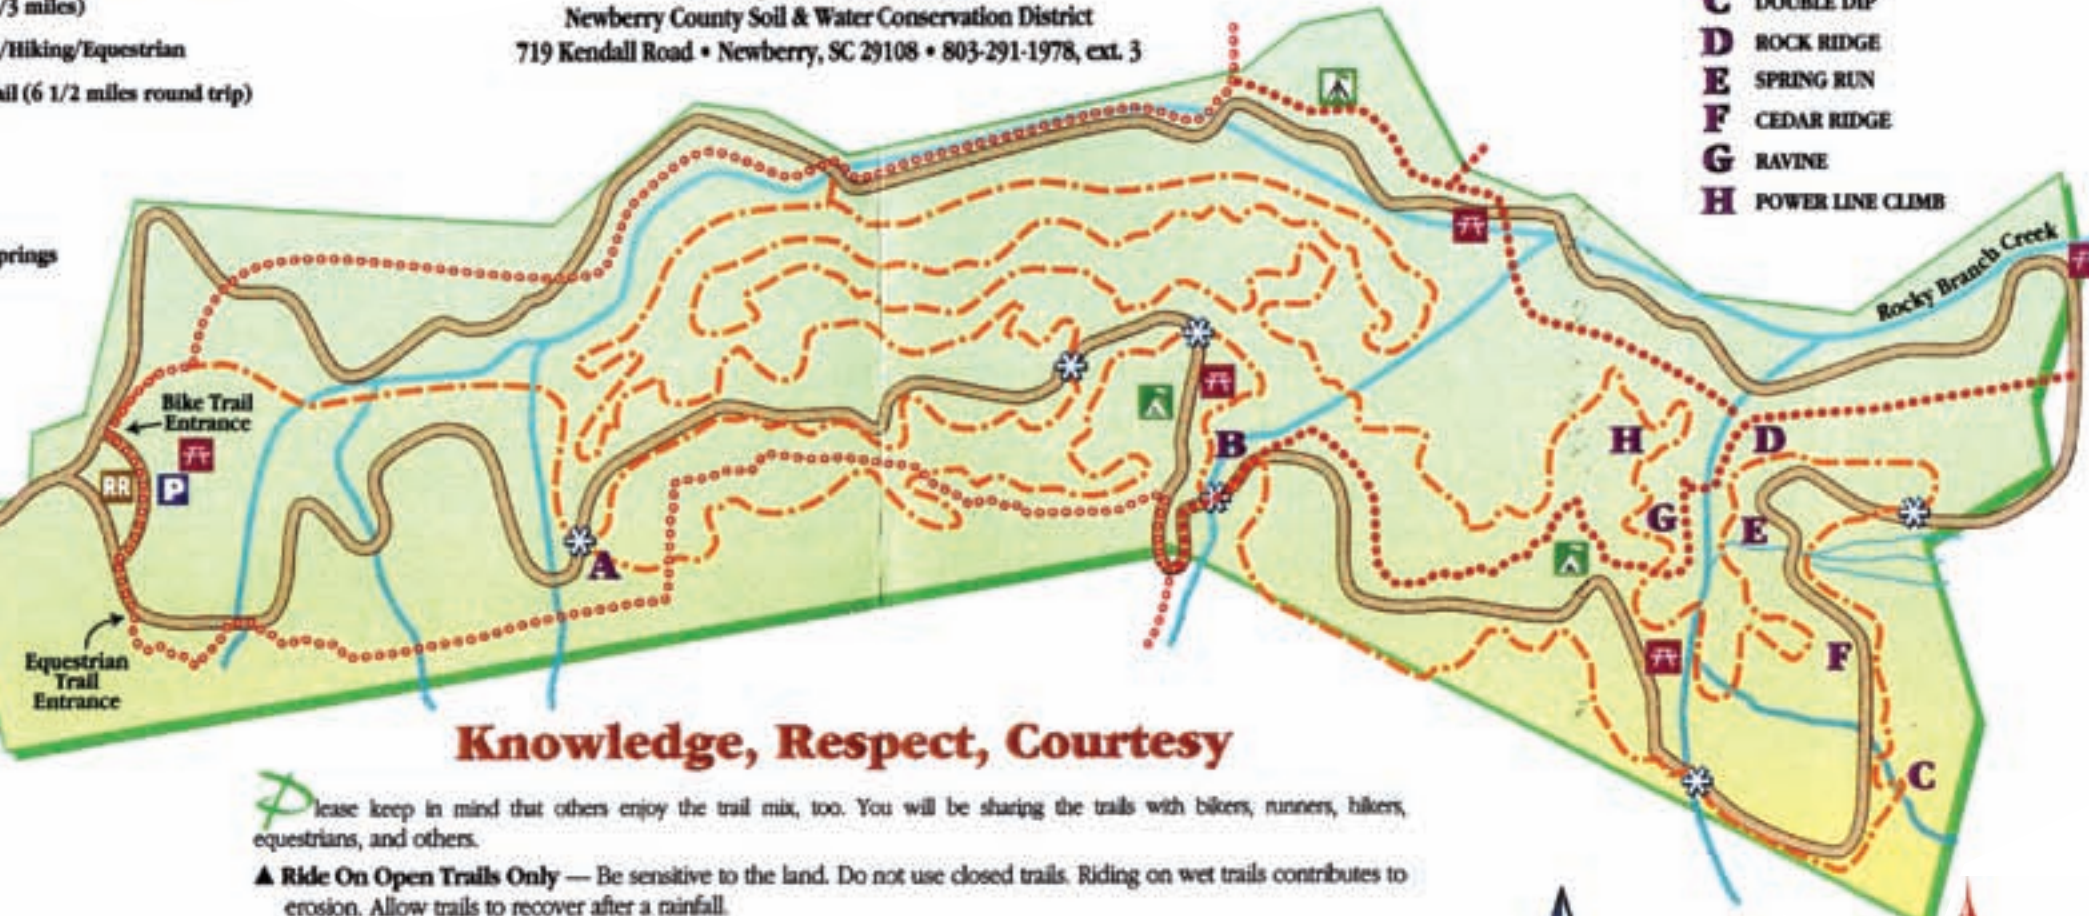 /3 miles)
/Hiking/Equestrian
ail (6 1/2 miles round trip)
prings
Newberry County Soil & Water Conservation District
719 Kendall Road • Newberry, SC 29108 • 803-291-1978, ext. 3
C DOUBLE DIP
D ROCK RIDGE
E SPRING RUN
F CEDAR RIDGE
G RAVINE
H POWER LINE CLIMB
Rocky Branch Creek
Bike Trail
Entrance
RR
P
Equestrian
Trail
Entrance
A
B
H
D
G
E
F
C
Knowledge, Respect, Courtesy
Please keep in mind that others enjoy the trail mix, too. You will be sharing the trails with bikers, runners, hikers,
equestrians, and others.
▲ Ride On Open Trails Only — Be sensitive to the land. Do not use closed trails. Riding on wet trails contributes to
erosion. Allow trails to recover after a rainfall.